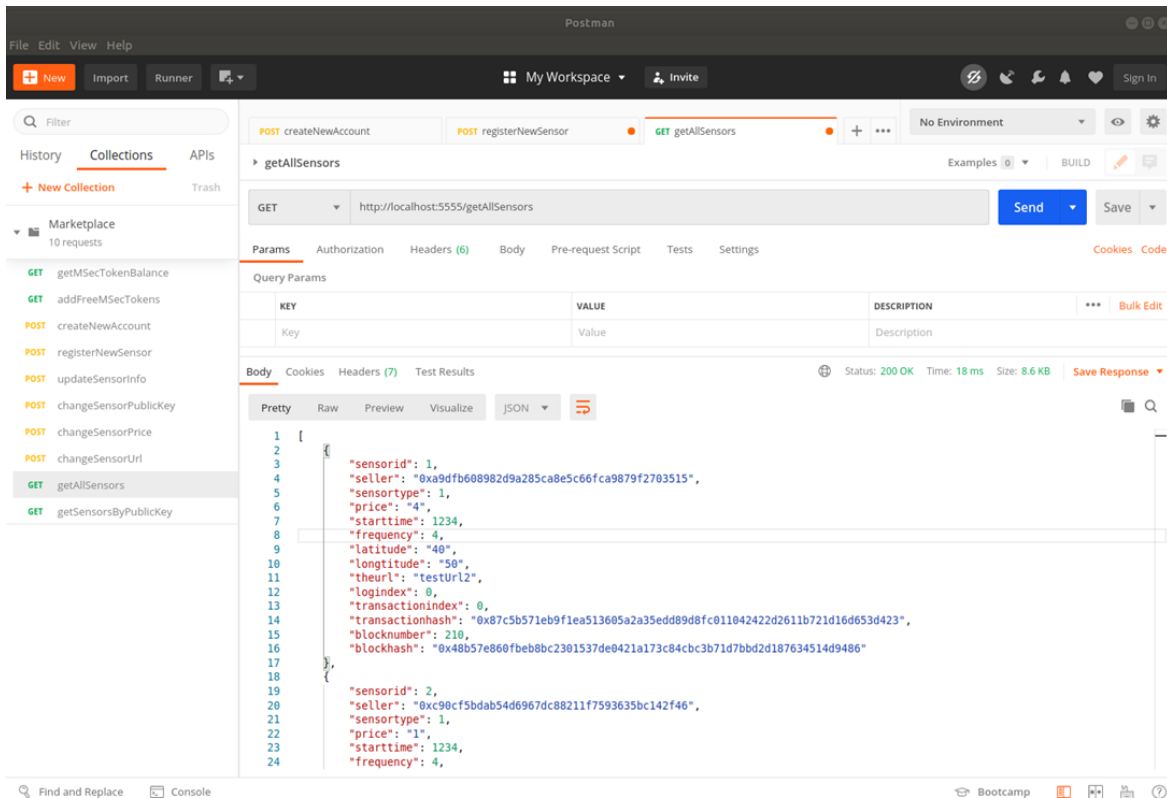 Postman
File Edit View Help
New Import Runner My Workspace Invite Sign In
Filter
History Collections APIs
+ New Collection Trash
Marketplace
10 requests
GET getMSecTokenBalance
GET addFreeMSecTokens
POST createNewAccount
POST registerNewSensor
POST updateSensorInfo
POST changeSensorPublicKey
POST changeSensorPrice
POST changeSensorUrl
GET getAllSensors
GET getSensorsByPublicKey
POST createNewAccount POST registerNewSensor GET getAllSensors + ••• No Environment
getAllSensors Examples 0 BUILD
GET http://localhost:5555/getAllSensors Send Save
Params Authorization Headers (6) Body Pre-request Script Tests Settings Cookies Code
Query Params
KEY VALUE DESCRIPTION ••• Bulk Edit
Key Value Description
Body Cookies Headers (7) Test Results Status: 200 OK Time: 18 ms Size: 8.6 KB Save Response
Pretty Raw Preview Visualize JSON
1 [
2 {
3 "sensorid": 1,
4 "seller": "0xa9dfb608982d9a285ca8e5c66fca9879f2703515",
5 "sensortype": 1,
6 "price": "4",
7 "starttime": 1234,
8 "frequency": 4,
9 "latitude": "40",
10 "longtitude": "50",
11 "theurl": "testUrl2",
12 "logindex": 0,
13 "transactionindex": 0,
14 "transactionhash": "0x87c5b571eb9f1ea513605a2a35edd89d8fc011042422d2611b721d16d653d423",
15 "blocknumber": 210,
16 "blockhash": "0x48b57e860fbeb8bc2301537de0421a173c84cbc3b71d7bbd2d187634514d9486"
17 },
18 {
19 "sensorid": 2,
20 "seller": "0xc90cf5bdab54d6967dc88211f7593635bc142f46",
21 "sensortype": 1,
22 "price": "1",
23 "starttime": 1234,
24 "frequency": 4,
Find and Replace Console Bootcamp